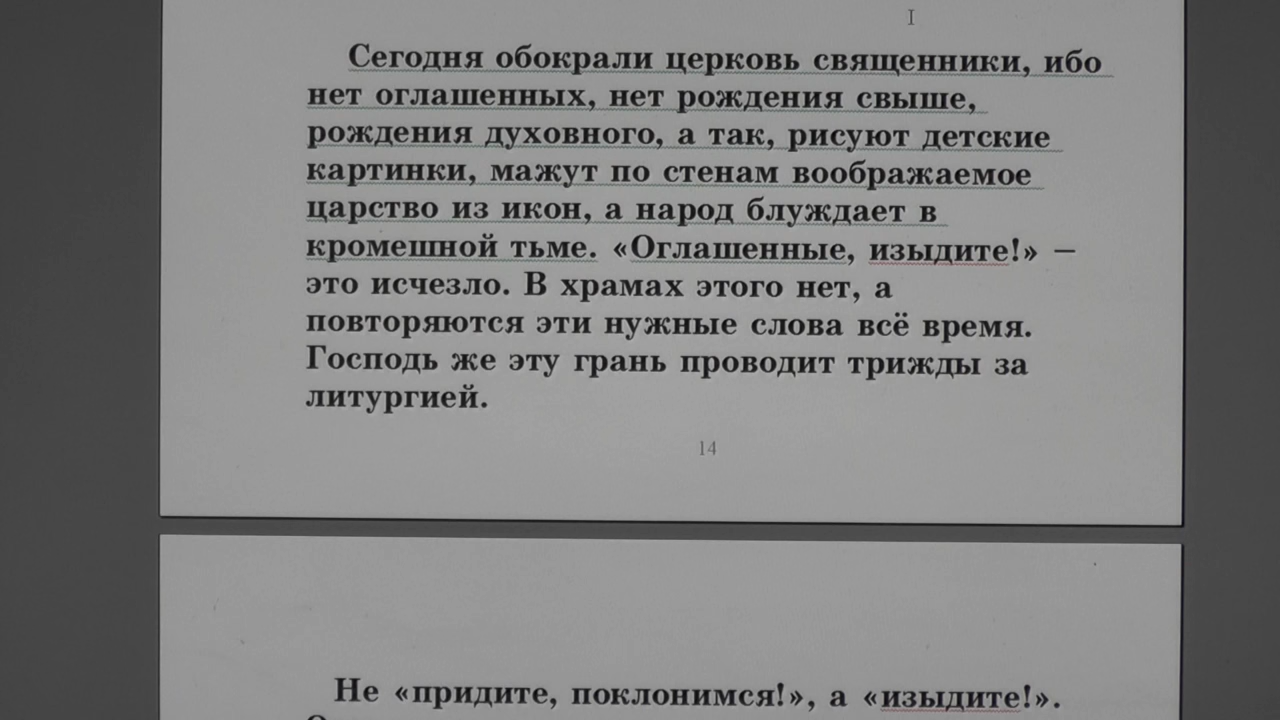 Сегодня обокрали церковь священники, ибо
нет оглашенных, нет рождения свыше,
рождения духовного, а так, рисуют детские
картинки, мажут по стенам воображаемое
царство из икон, а народ блуждает в
кромешной тьме. «Оглашенные, изыдите!» –
это исчезло. В храмах этого нет, а
повторяются эти нужные слова всё время.
Господь же эту грань проводит трижды за
литургией.
14
Не «придите, поклонимся!», а «изыдите!».